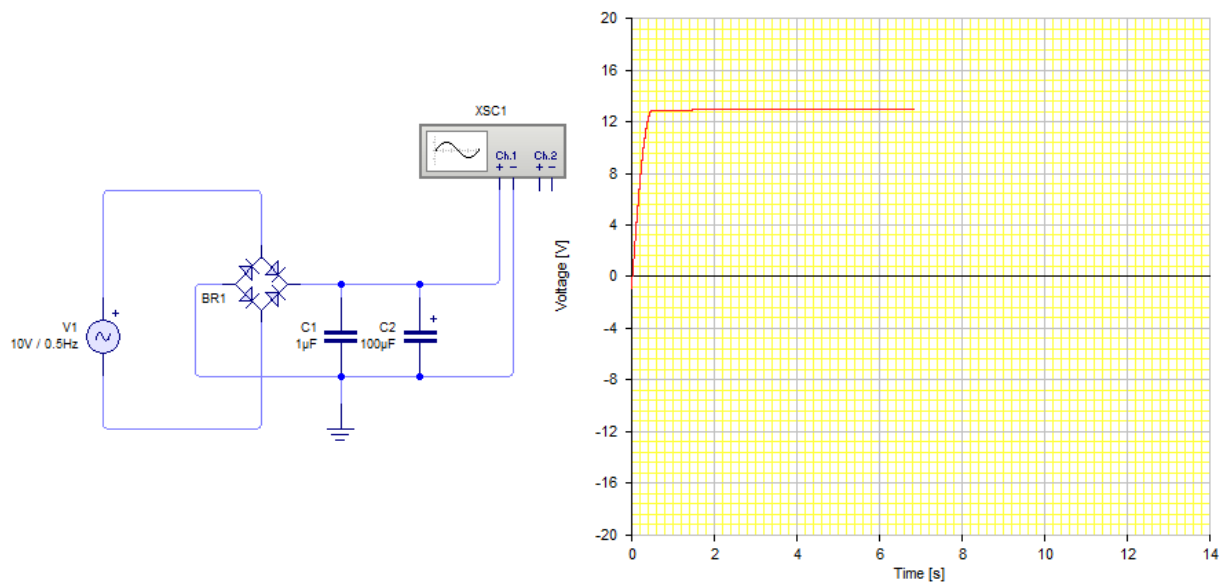 XSC1
Ch.1 Ch.2
+ − + −
+
V1
10V / 0.5Hz
BR1
C1
1µF
+
C2
100µF
Voltage [V]
20
16
12
8
4
0
-4
-8
-12
-16
-20
0 2 4 6 8 10 12 14
Time [s]